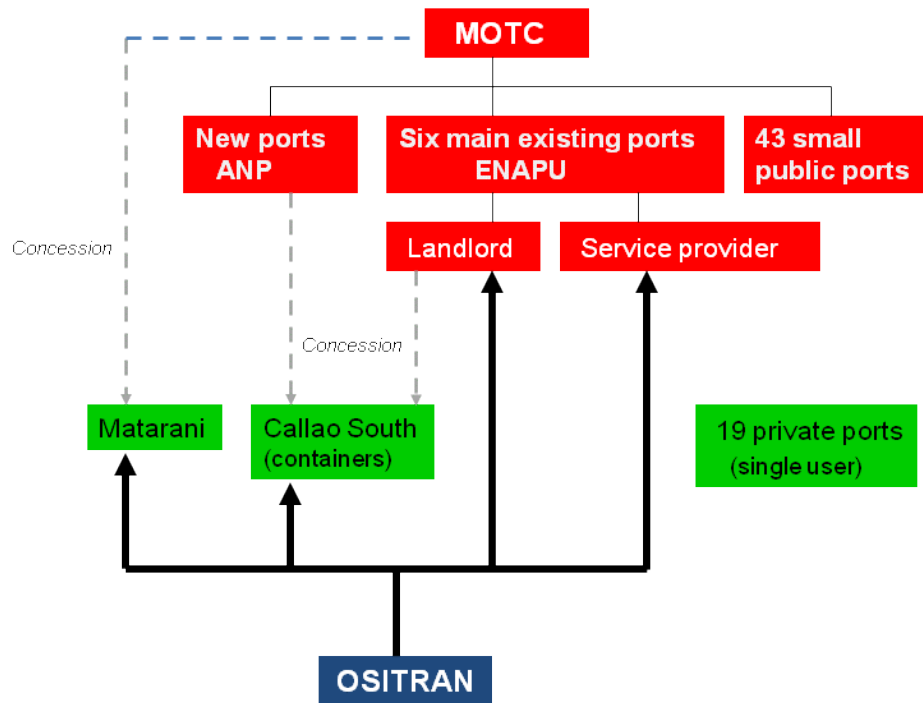 MOTC
New ports
ANP
Six main existing ports
ENAPU
43 small
public ports
Concession
Landlord
Service provider
Concession
Matarani
Callao South
(containers)
19 private ports
(single user)
OSITRAN